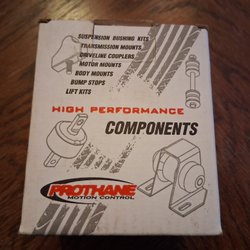 SUSPENSION BUSHING KITS
TRANSMISSION MOUNTS
DRIVELINE COUPLERS
MOTOR MOUNTS
BODY MOUNTS
BUMP STOPS
LIFT KITS
HIGH PERFORMANCE
COMPONENTS
PROTHANE
MOTION CONTROL